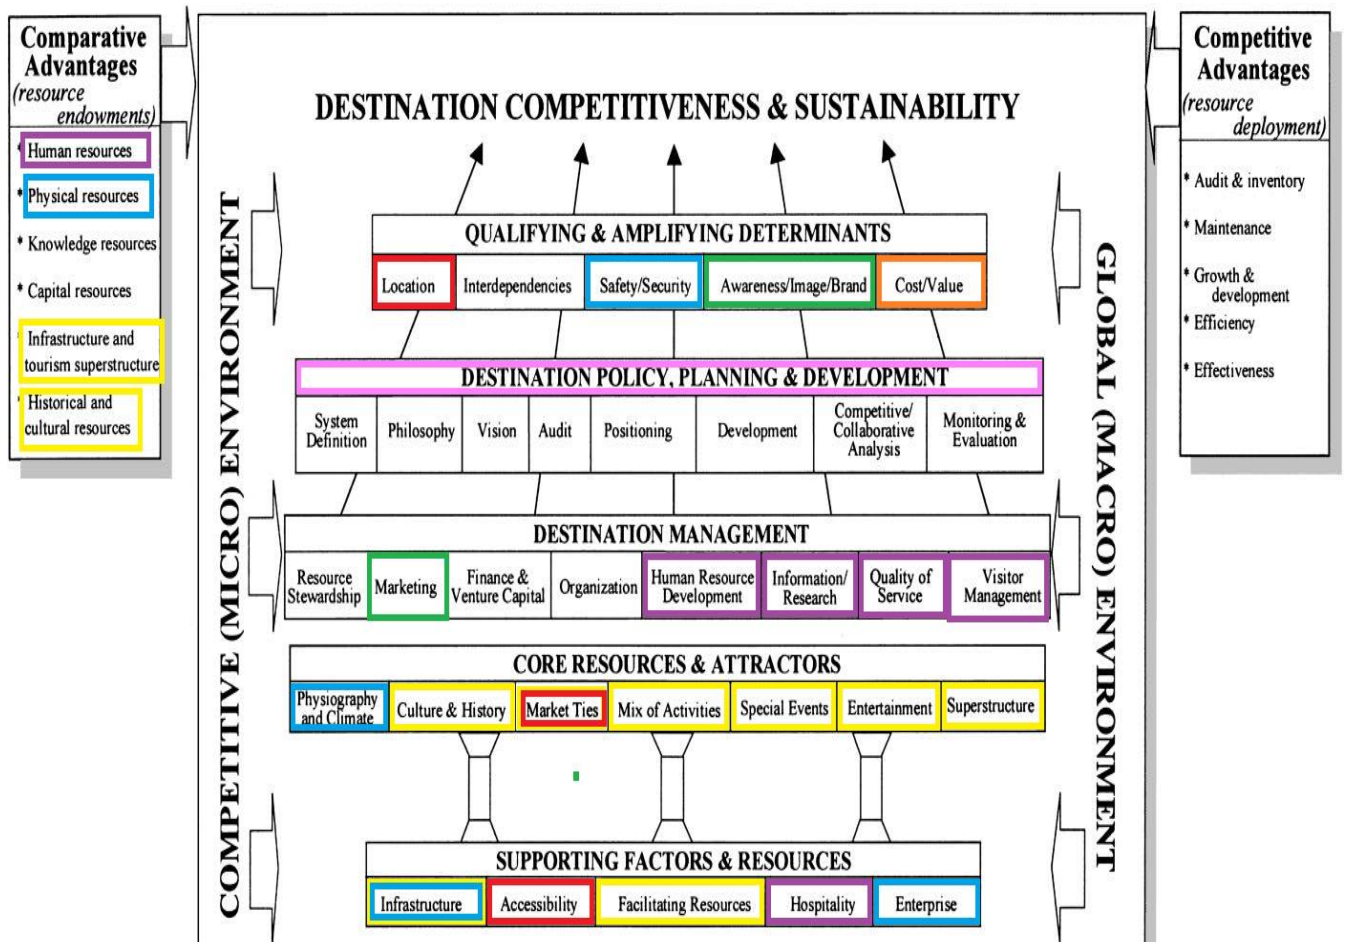 Comparative
Advantages
(resource
endowments)
* Human resources
* Physical resources
* Knowledge resources
* Capital resources
* Infrastructure and
tourism superstructure
* Historical and
cultural resources
COMPETITIVE (MICRO) ENVIRONMENT
DESTINATION COMPETITIVENESS & SUSTAINABILITY
QUALIFYING & AMPLIFYING DETERMINANTS
Location
Interdependencies
Safety/Security
Awareness/Image/Brand
Cost/Value
DESTINATION POLICY, PLANNING & DEVELOPMENT
System
Definition
Philosophy
Vision
Audit
Positioning
Development
Competitive/
Collaborative
Analysis
Monitoring &
Evaluation
DESTINATION MANAGEMENT
Resource
Stewardship
Marketing
Finance &
Venture Capital
Organization
Human Resource
Development
Information/
Research
Quality of
Service
Visitor
Management
CORE RESOURCES & ATTRACTORS
Physiography
and Climate
Culture & History
Market Ties
Mix of Activities
Special Events
Entertainment
Superstructure
SUPPORTING FACTORS & RESOURCES
Infrastructure
Accessibility
Facilitating Resources
Hospitality
Enterprise
GLOBAL (MACRO) ENVIRONMENT
Competitive
Advantages
(resource
deployment)
* Audit & inventory
* Maintenance
* Growth &
development
* Efficiency
* Effectiveness